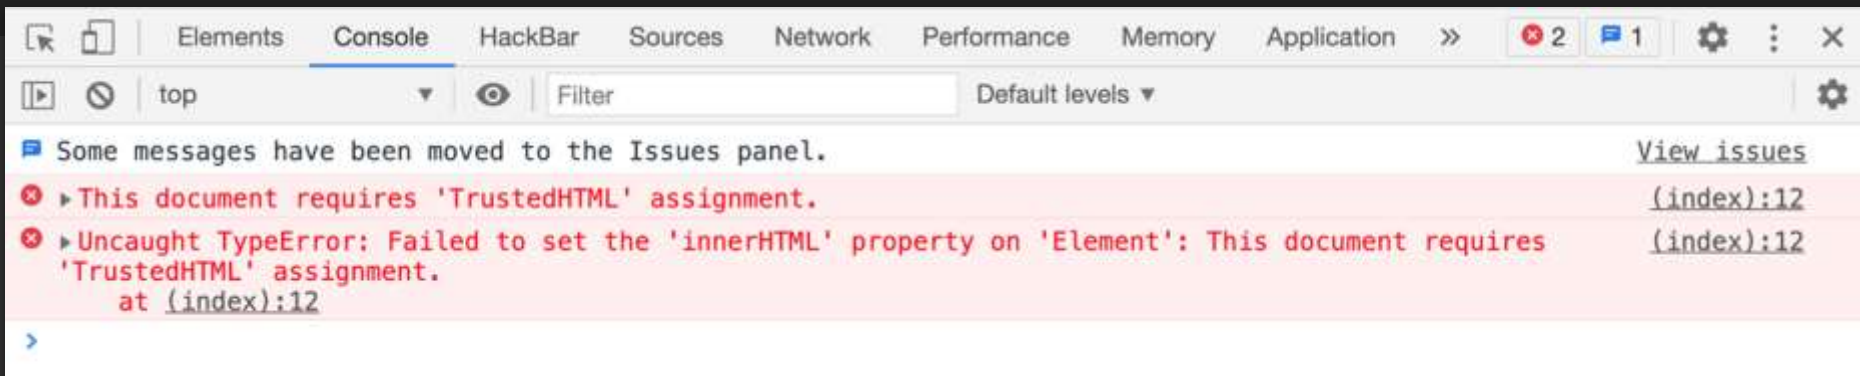 Elements Console HackBar Sources Network Performance Memory Application » 2 1
top Filter Default levels
Some messages have been moved to the Issues panel. View issues
This document requires 'TrustedHTML' assignment. (index):12
Uncaught TypeError: Failed to set the 'innerHTML' property on 'Element': This document requires (index):12
'TrustedHTML' assignment.
at (index):12